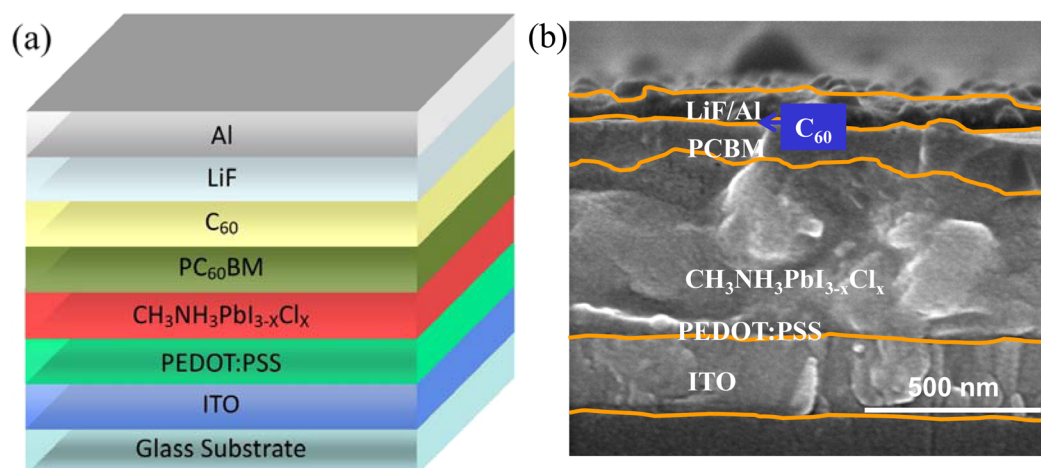 (a)
Al
LiF
C₆₀
PC₆₀BM
CH₃NH₃PbI₃₋ₓClₓ
PEDOT:PSS
ITO
Glass Substrate
(b)
LiF/Al
C₆₀
PCBM
CH₃NH₃PbI₃₋ₓClₓ
PEDOT:PSS
ITO
500 nm